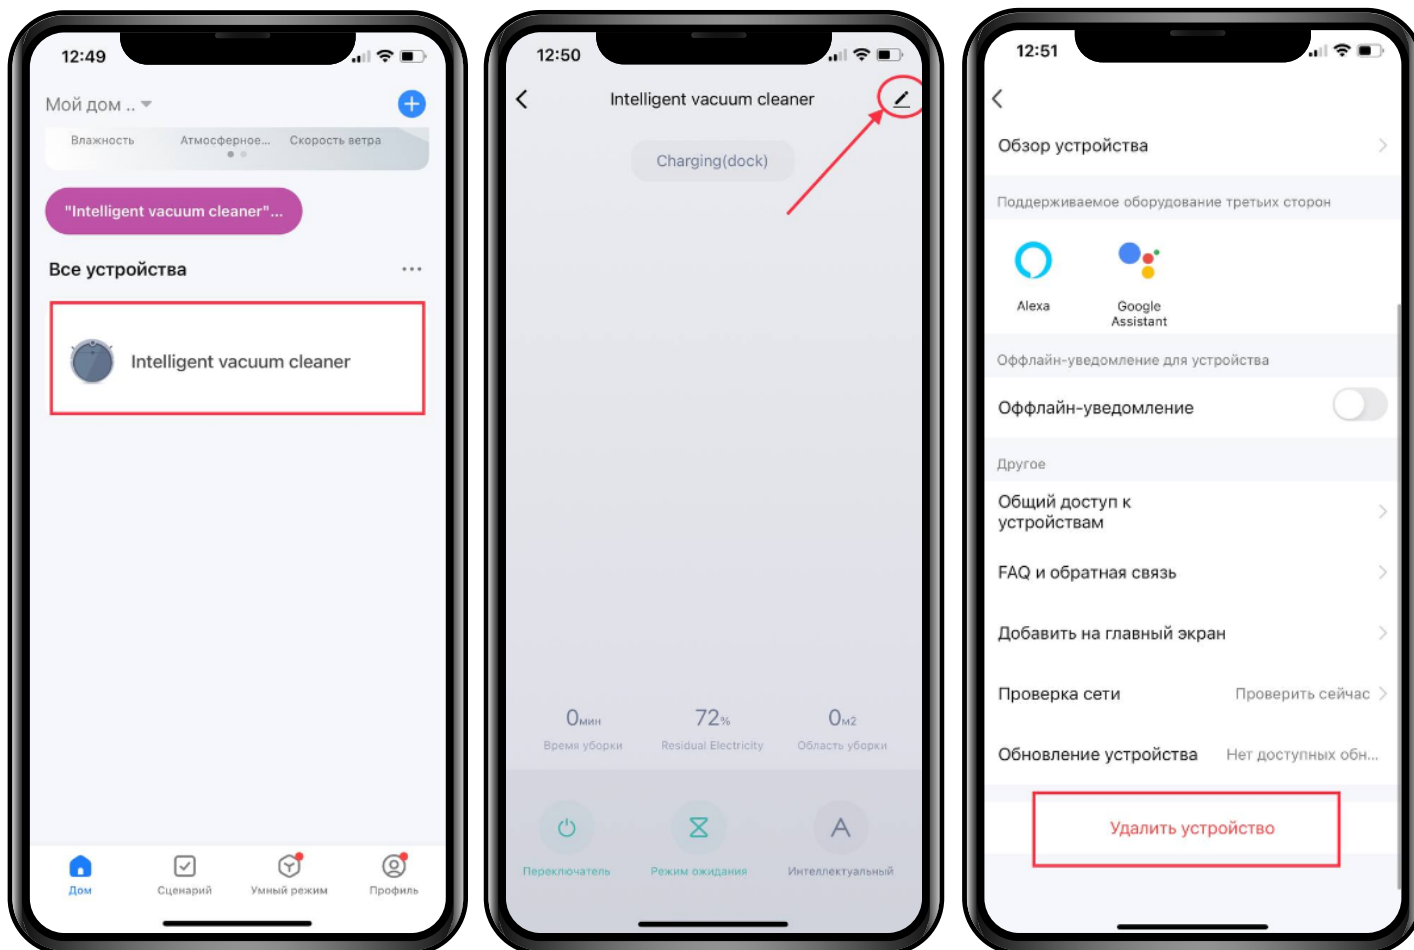 12:49
Мой дом ..
Влажность Атмосферное... Скорость ветра
"Intelligent vacuum cleaner"...
Все устройства
Intelligent vacuum cleaner
Дом Сценарий Умный режим Профиль
12:50
Intelligent vacuum cleaner
Charging(dock)
0мин 72% 0м2
Время уборки Residual Electricity Область уборки
Переключатель Режим ожидания Интеллектуальный
12:51
Обзор устройства
Поддерживаемое оборудование третьих сторон
Alexa Google
Assistant
Оффлайн-уведомление для устройства
Оффлайн-уведомление
Другое
Общий доступ к
устройствам
FAQ и обратная связь
Добавить на главный экран
Проверка сети Проверить сейчас
Обновление устройства Нет доступных обн...
Удалить устройство